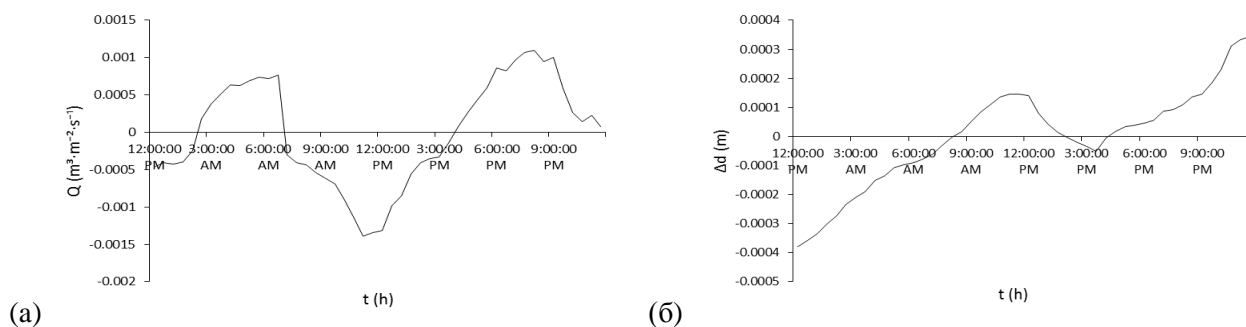 0.0015
0.001
0.0005
0
-0.0005
-0.001
-0.0015
-0.002
Q (m³·m⁻²·s⁻¹)
12:00:00 PM
3:00:00 AM
6:00:00 AM
9:00:00 AM
12:00:00 PM
3:00:00 PM
6:00:00 PM
9:00:00 PM
t (h)
(а)
0.0004
0.0003
0.0002
0.0001
0
-0.0001
-0.0002
-0.0003
-0.0004
-0.0005
Δd (m)
12:00:00 PM
3:00:00 AM
6:00:00 AM
9:00:00 AM
12:00:00 PM
3:00:00 PM
6:00:00 PM
9:00:00 PM
t (h)
(б)